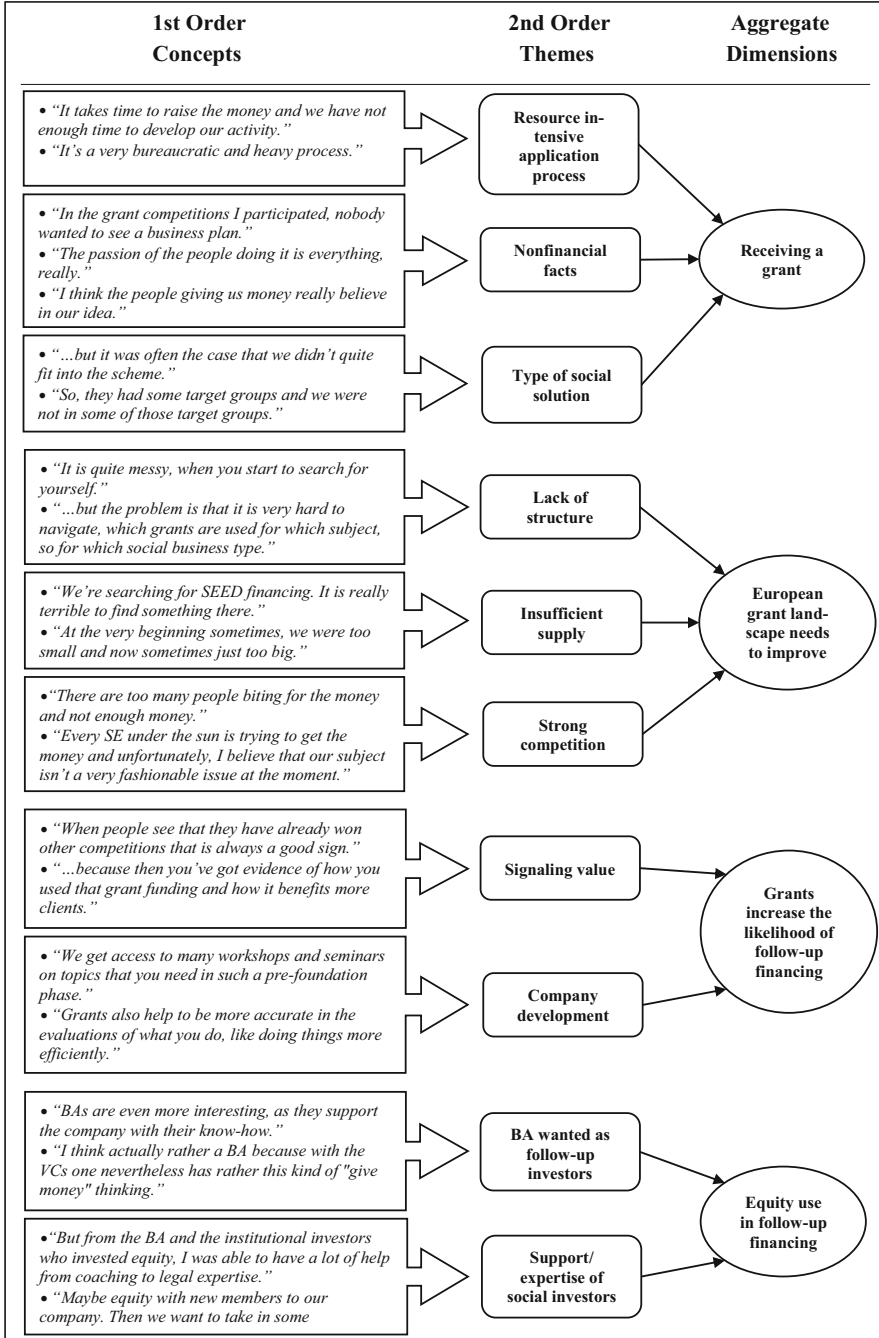 1st Order
Concepts
2nd Order
Themes
Aggregate
Dimensions
• “It takes time to raise the money and we have not
enough time to develop our activity.”
• “It’s a very bureaucratic and heavy process.”
Resource in-
tensive
application
process
• “In the grant competitions I participated, nobody
wanted to see a business plan.”
• “The passion of the people doing it is everything,
really.”
• “I think the people giving us money really believe
in our idea.”
Nonfinancial
facts
Receiving a
grant
• “…but it was often the case that we didn’t quite
fit into the scheme.”
• “So, they had some target groups and we were
not in some of those target groups.”
Type of social
solution
• “It is quite messy, when you start to search for
yourself.”
• “…but the problem is that it is very hard to
navigate, which grants are used for which subject,
so for which social business type.”
Lack of
structure
• “We’re searching for SEED financing. It is really
terrible to find something there.”
• “At the very beginning sometimes, we were too
small and now sometimes just too big.”
Insufficient
supply
European
grant land-
scape needs
to improve
•“There are too many people biting for the money
and not enough money.”
• “Every SE under the sun is trying to get the
money and unfortunately, I believe that our subject
isn’t a very fashionable issue at the moment.”
Strong
competition
• “When people see that they have already won
other competitions that is always a good sign.”
• “…because then you’ve got evidence of how you
used that grant funding and how it benefits more
clients.”
Signaling value
Grants
increase the
likelihood of
follow-up
financing
• “We get access to many workshops and seminars
on topics that you need in such a pre-foundation
phase.”
• “Grants also help to be more accurate in the
evaluations of what you do, like doing things more
efficiently.”
Company
development
• “BAs are even more interesting, as they support
the company with their know-how.”
• “I think actually rather a BA because with the
VCs one nevertheless has rather this kind of "give
money" thinking.”
BA wanted as
follow-up
investors
Equity use
in follow-up
financing
•“But from the BA and the institutional investors
who invested equity, I was able to have a lot of help
from coaching to legal expertise.”
• “Maybe equity with new members to our
company. Then we want to take in some
Support/
expertise of
social investors